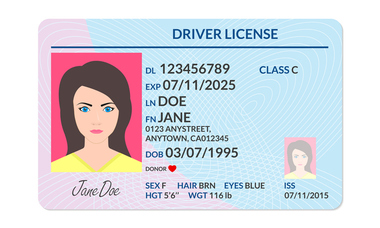 DRIVER LICENSE
DL 123456789 CLASS C
EXP 07/11/2025
LN DOE
FN JANE
0123 ANYSTREET,
ANYTOWN, CA012345
DOB 03/07/1995
DONOR
Jane Doe
SEX F HAIR BRN EYES BLUE ISS
HGT 5'6" WGT 116 lb 07/11/2015